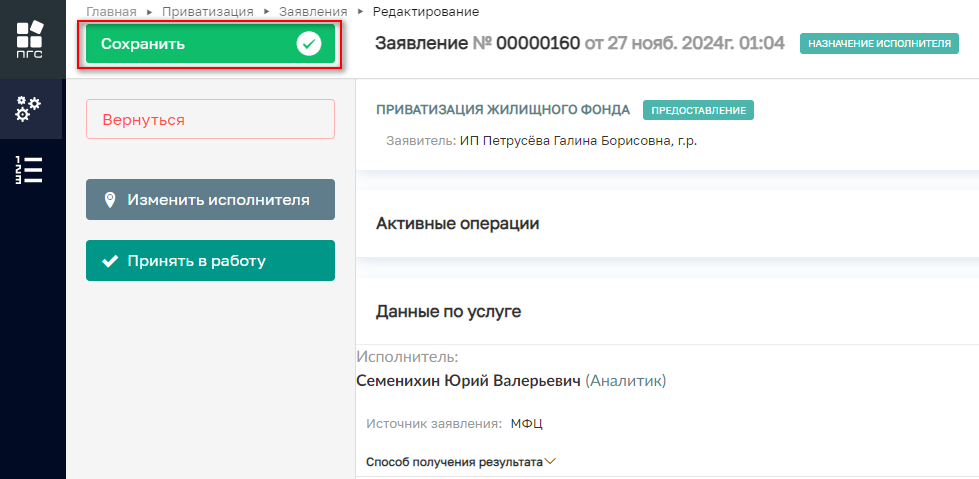 Главная ▸ Приватизация ▸ Заявления ▸ Редактирование
пгс
Сохранить
Заявление № 00000160 от 27 нояб. 2024г. 01:04 НАЗНАЧЕНИЕ ИСПОЛНИТЕЛЯ
Вернуться
Изменить исполнителя
Принять в работу
ПРИВАТИЗАЦИЯ ЖИЛИЩНОГО ФОНДА ПРЕДОСТАВЛЕНИЕ
Заявитель: ИП Петрусёва Галина Борисовна, г.р.
Активные операции
Данные по услуге
Исполнитель:
Семенихин Юрий Валерьевич (Аналитик)
Источник заявления: МФЦ
Способ получения результата